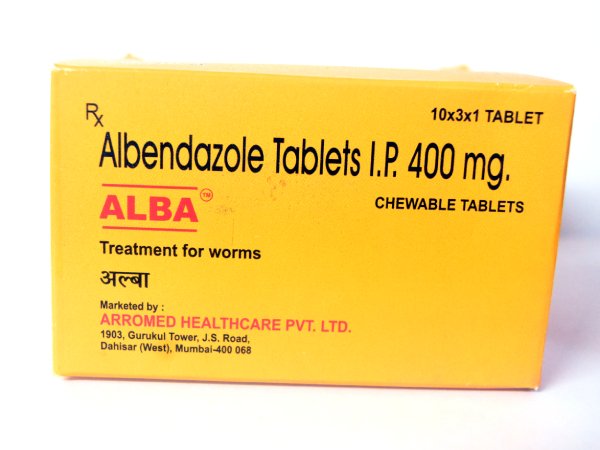 Rx
10x3x1 TABLET
Albendazole Tablets I.P. 400 mg.
ALBA™
CHEWABLE TABLETS
Treatment for worms
अल्बा
Marketed by :
ARROMED HEALTHCARE PVT. LTD.
1903, Gurukul Tower, J.S. Road,
Dahisar (West), Mumbai-400 068